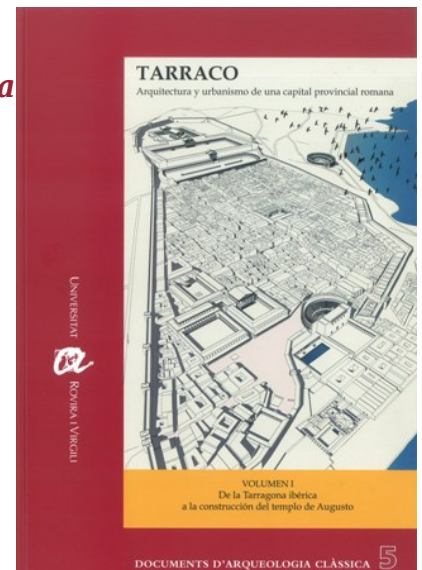 a
TARRACO
Arquitectura y urbanismo de una capital provincial romana
UNIVERSITAT
ROVIRA I VIRGILI
VOLUMEN I
De la Tarragona ibérica
a la construcción del templo de Augusto
DOCUMENTS D'ARQUEOLOGIA CLÀSSICA 5